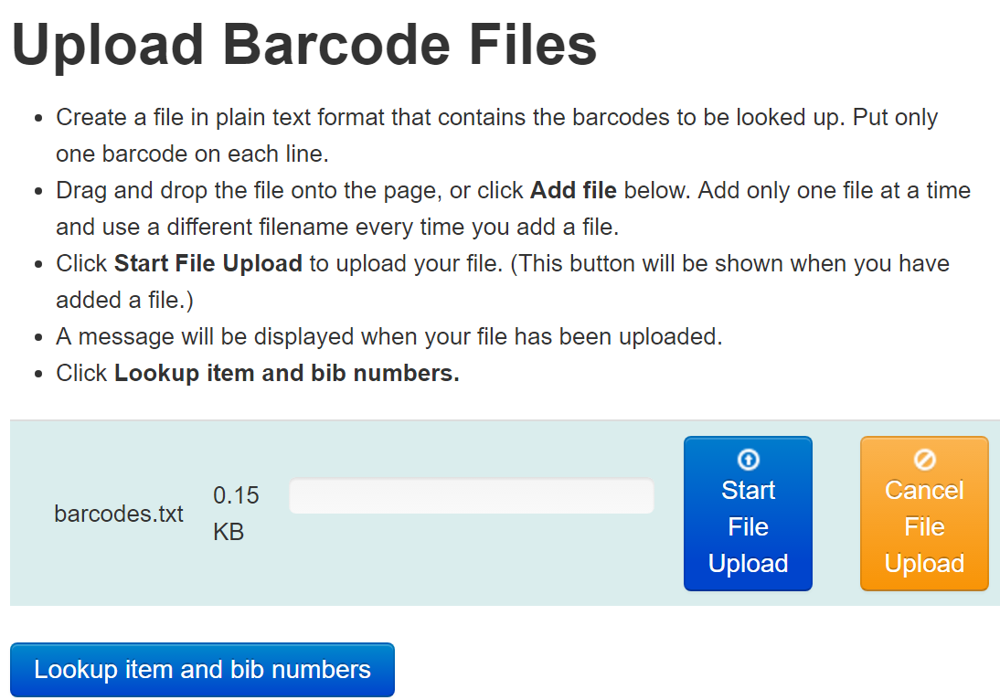 Upload Barcode Files
Create a file in plain text format that contains the barcodes to be looked up. Put only
one barcode on each line.
Drag and drop the file onto the page, or click Add file below. Add only one file at a time
and use a different filename every time you add a file.
Click Start File Upload to upload your file. (This button will be shown when you have
added a file.)
A message will be displayed when your file has been uploaded.
Click Lookup item and bib numbers.
barcodes.txt
0.15
KB
Start
File
Upload
Cancel
File
Upload
Lookup item and bib numbers